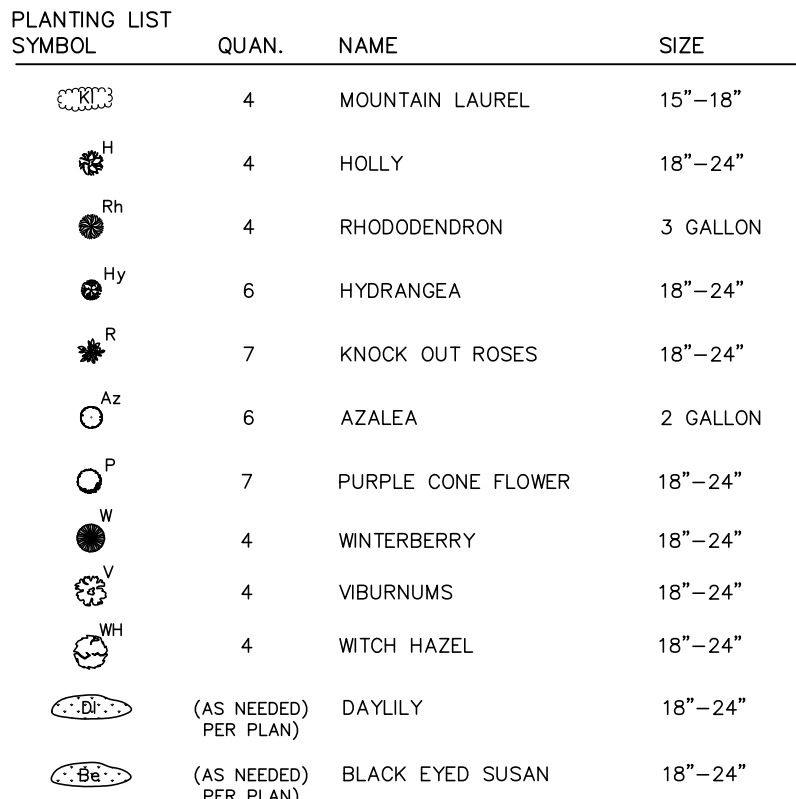 PLANTING LIST
SYMBOL QUAN. NAME SIZE
Kl 4 MOUNTAIN LAUREL 15"–18"
H 4 HOLLY 18"–24"
Rh 4 RHODODENDRON 3 GALLON
Hy 6 HYDRANGEA 18"–24"
R 7 KNOCK OUT ROSES 18"–24"
Az 6 AZALEA 2 GALLON
P 7 PURPLE CONE FLOWER 18"–24"
W 4 WINTERBERRY 18"–24"
V 4 VIBURNUMS 18"–24"
WH 4 WITCH HAZEL 18"–24"
Dl (AS NEEDED) DAYLILY 18"–24"
PER PLAN)
Be (AS NEEDED) BLACK EYED SUSAN 18"–24"
PER PLAN)